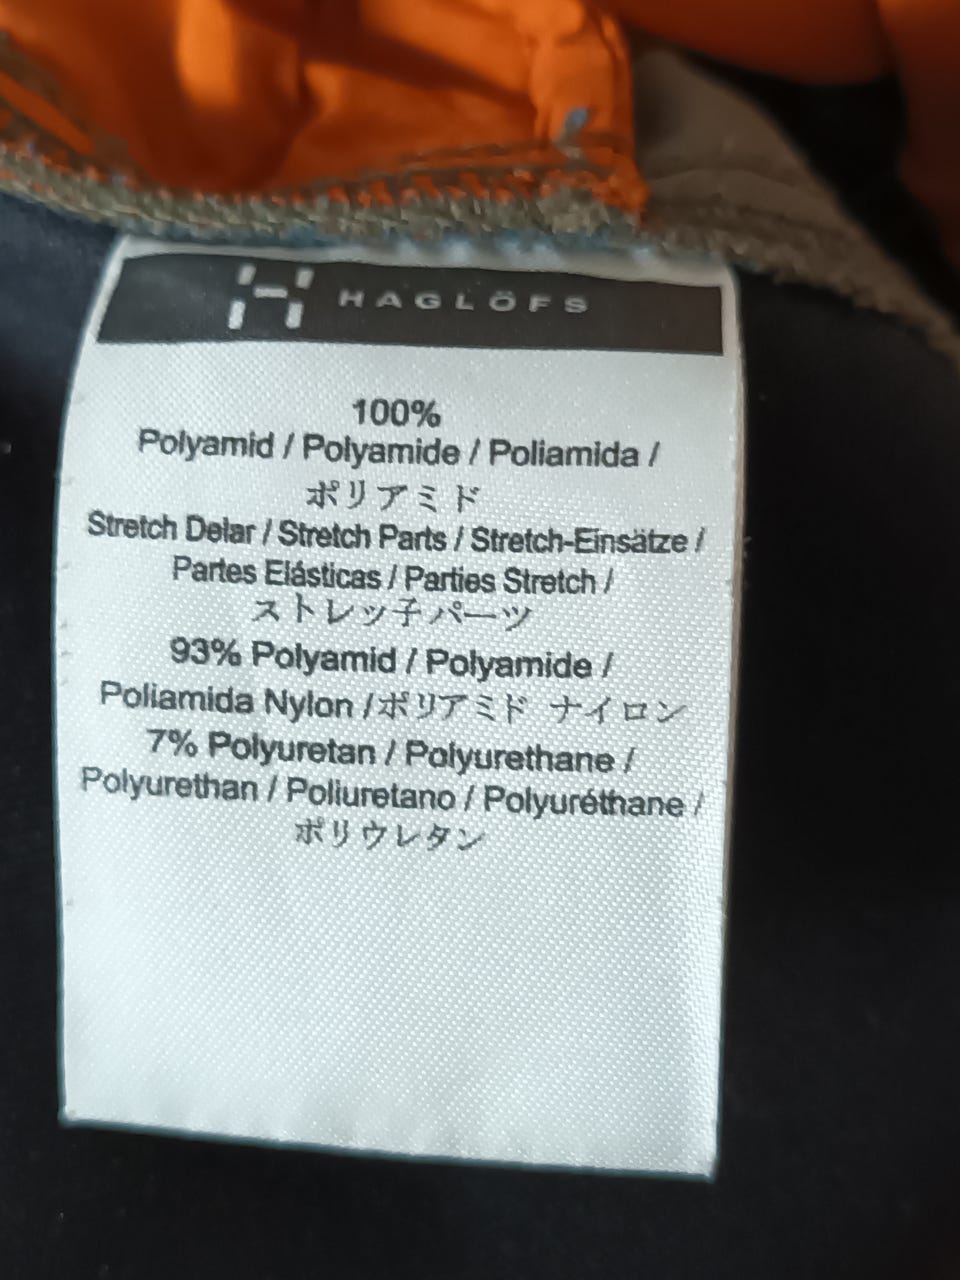 HAGLÖFS
100%
Polyamid / Polyamide / Poliamida /
ポリアミド
Stretch Delar / Stretch Parts / Stretch-Einsätze /
Partes Elásticas / Parties Stretch /
ストレッ子パーツ
93% Polyamid / Polyamide /
Poliamida Nylon /ポリアミド ナイロン
7% Polyuretan / Polyurethane /
Polyurethan / Poliuretano / Polyuréthane /
ポリウレタン